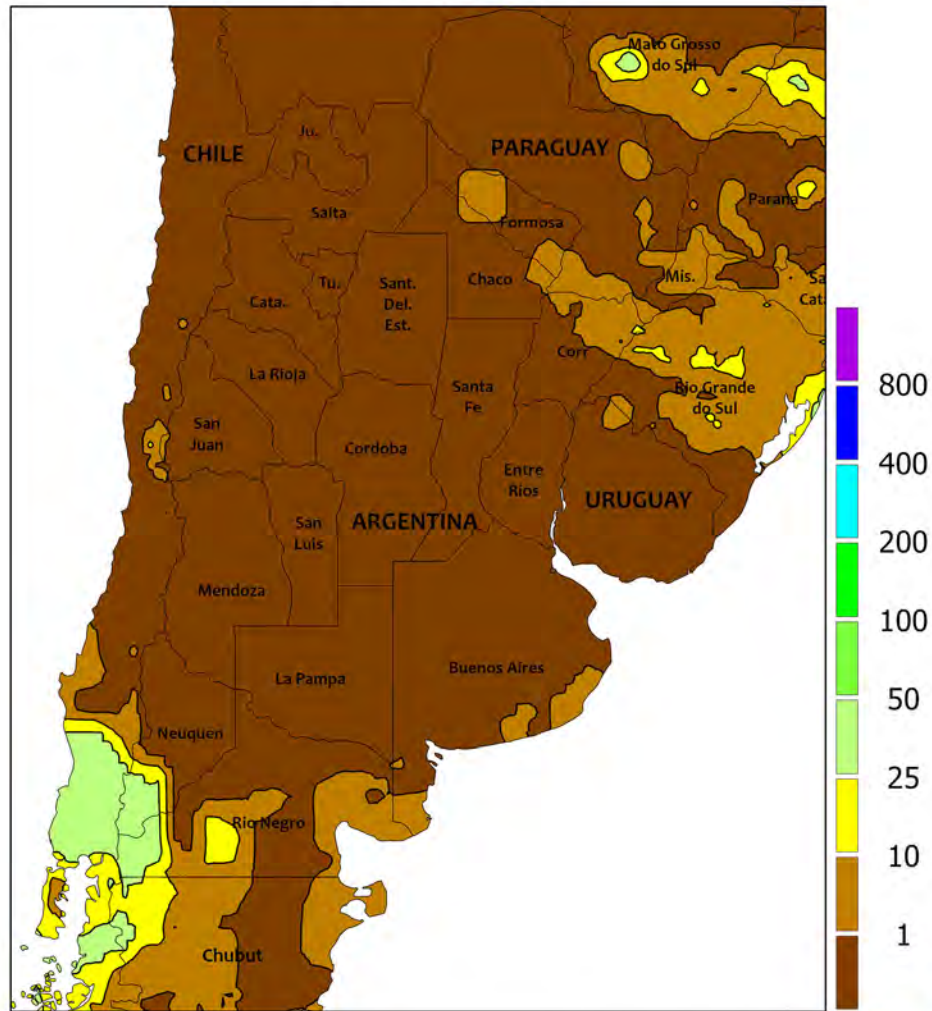 Mato Grosso
do Sul
Ju.
CHILE
PARAGUAY
Parana
Salta
Formosa
Chaco
Mis.
Tu.
Cata.
Sant.
Del.
Est.
Sa
Cat.
Corr
La Rioja
Santa
Fe
Rio Grande
do Sul
San
Juan
Cordoba
Entre
Rios
URUGUAY
ARGENTINA
San
Luis
Mendoza
Buenos Aires
La Pampa
Neuquen
Rio Negro
Chubut
800
400
200
100
50
25
10
1